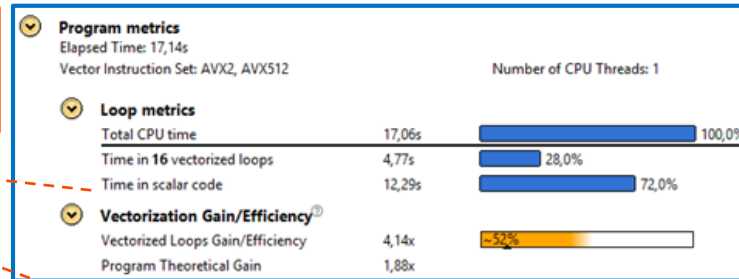 Program metrics
Elapsed Time: 17,14s
Vector Instruction Set: AVX2, AVX512 Number of CPU Threads: 1
Loop metrics
Total CPU time 17,06s 100,0%
Time in 16 vectorized loops 4,77s 28,0%
Time in scalar code 12,29s 72,0%
Vectorization Gain/Efficiency ?
Vectorized Loops Gain/Efficiency 4,14x ~52%
Program Theoretical Gain 1,88x